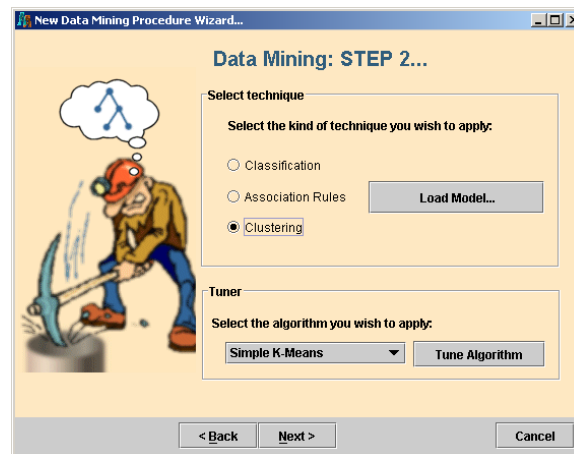 New Data Mining Procedure Wizard...
Data Mining: STEP 2...
Select technique
Select the kind of technique you wish to apply:
Classification
Association Rules
Load Model...
Clustering
Tuner
Select the algorithm you wish to apply:
Simple K-Means
Tune Algorithm
< Back
Next >
Cancel